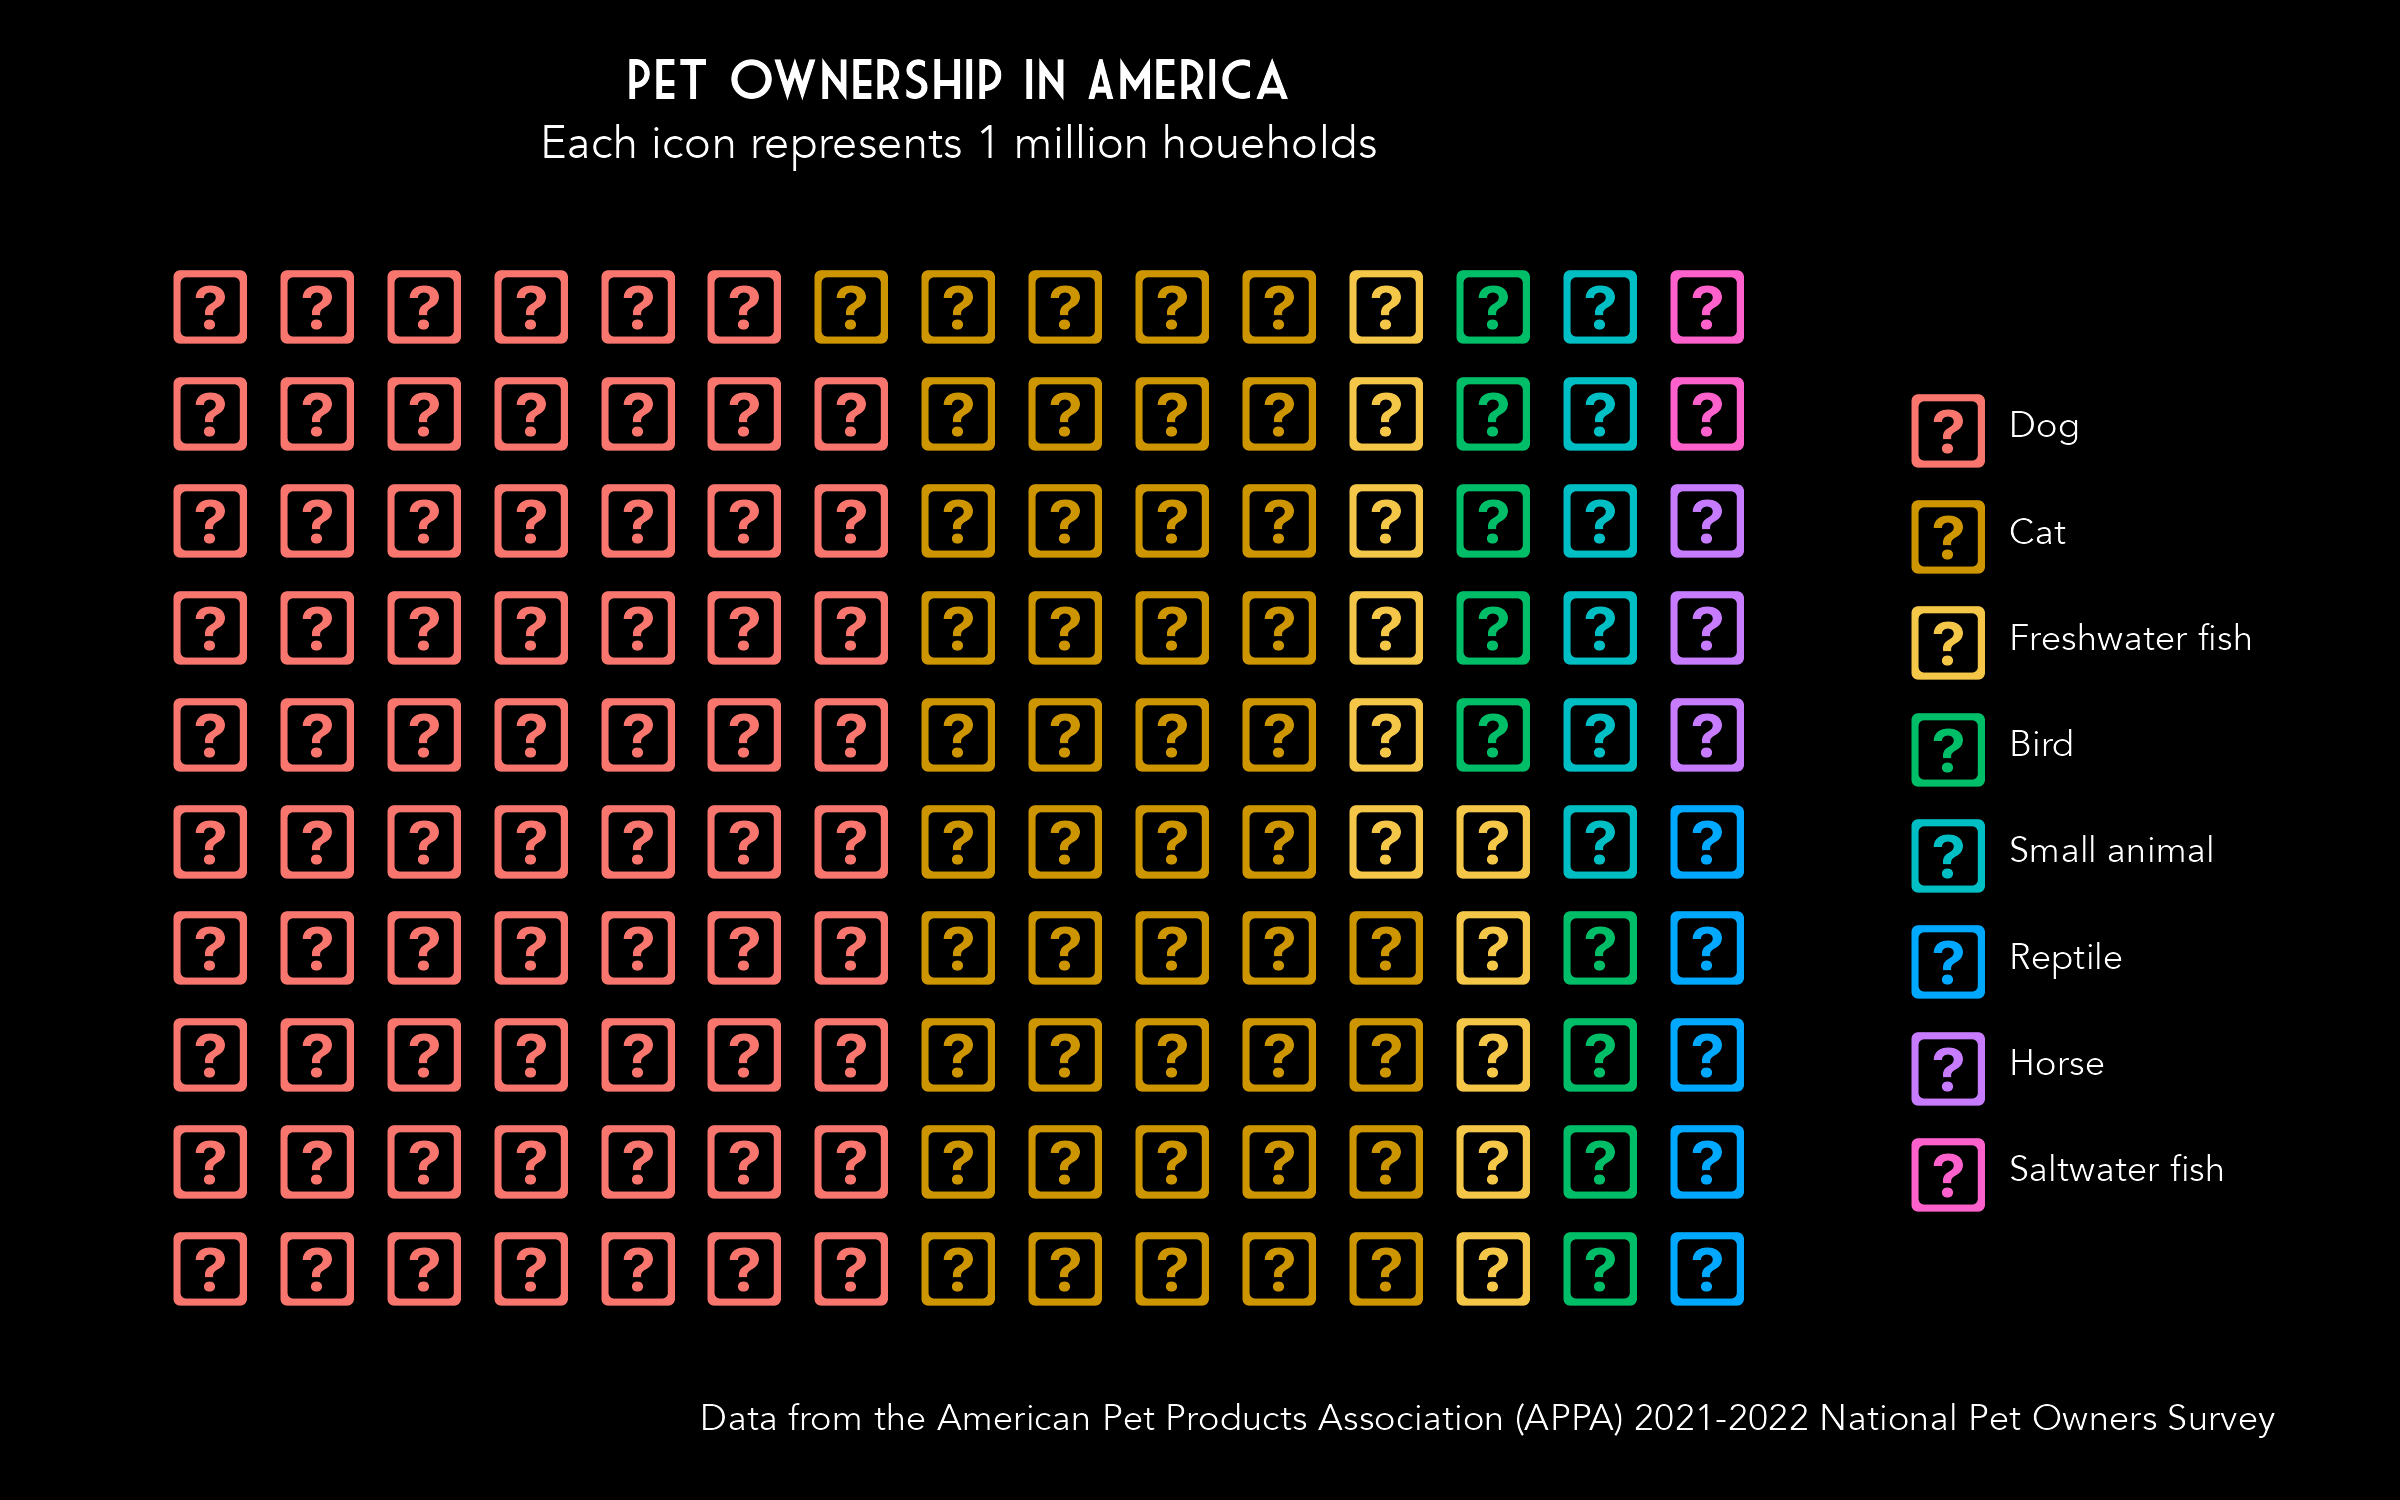 PET OWNERSHIP IN AMERICA
Each icon represents 1 million houeholds
? ? ? ? ? ? ? ? ? ? ? ? ? ? ?
? ? ? ? ? ? ? ? ? ? ? ? ? ? ?
? ? ? ? ? ? ? ? ? ? ? ? ? ? ?
? ? ? ? ? ? ? ? ? ? ? ? ? ? ?
? ? ? ? ? ? ? ? ? ? ? ? ? ? ?
? ? ? ? ? ? ? ? ? ? ? ? ? ? ?
? ? ? ? ? ? ? ? ? ? ? ? ? ? ?
? ? ? ? ? ? ? ? ? ? ? ? ? ? ?
? ? ? ? ? ? ? ? ? ? ? ? ? ? ?
? ? ? ? ? ? ? ? ? ? ? ? ? ? ?
? Dog
? Cat
? Freshwater fish
? Bird
? Small animal
? Reptile
? Horse
? Saltwater fish
Data from the American Pet Products Association (APPA) 2021-2022 National Pet Owners Survey